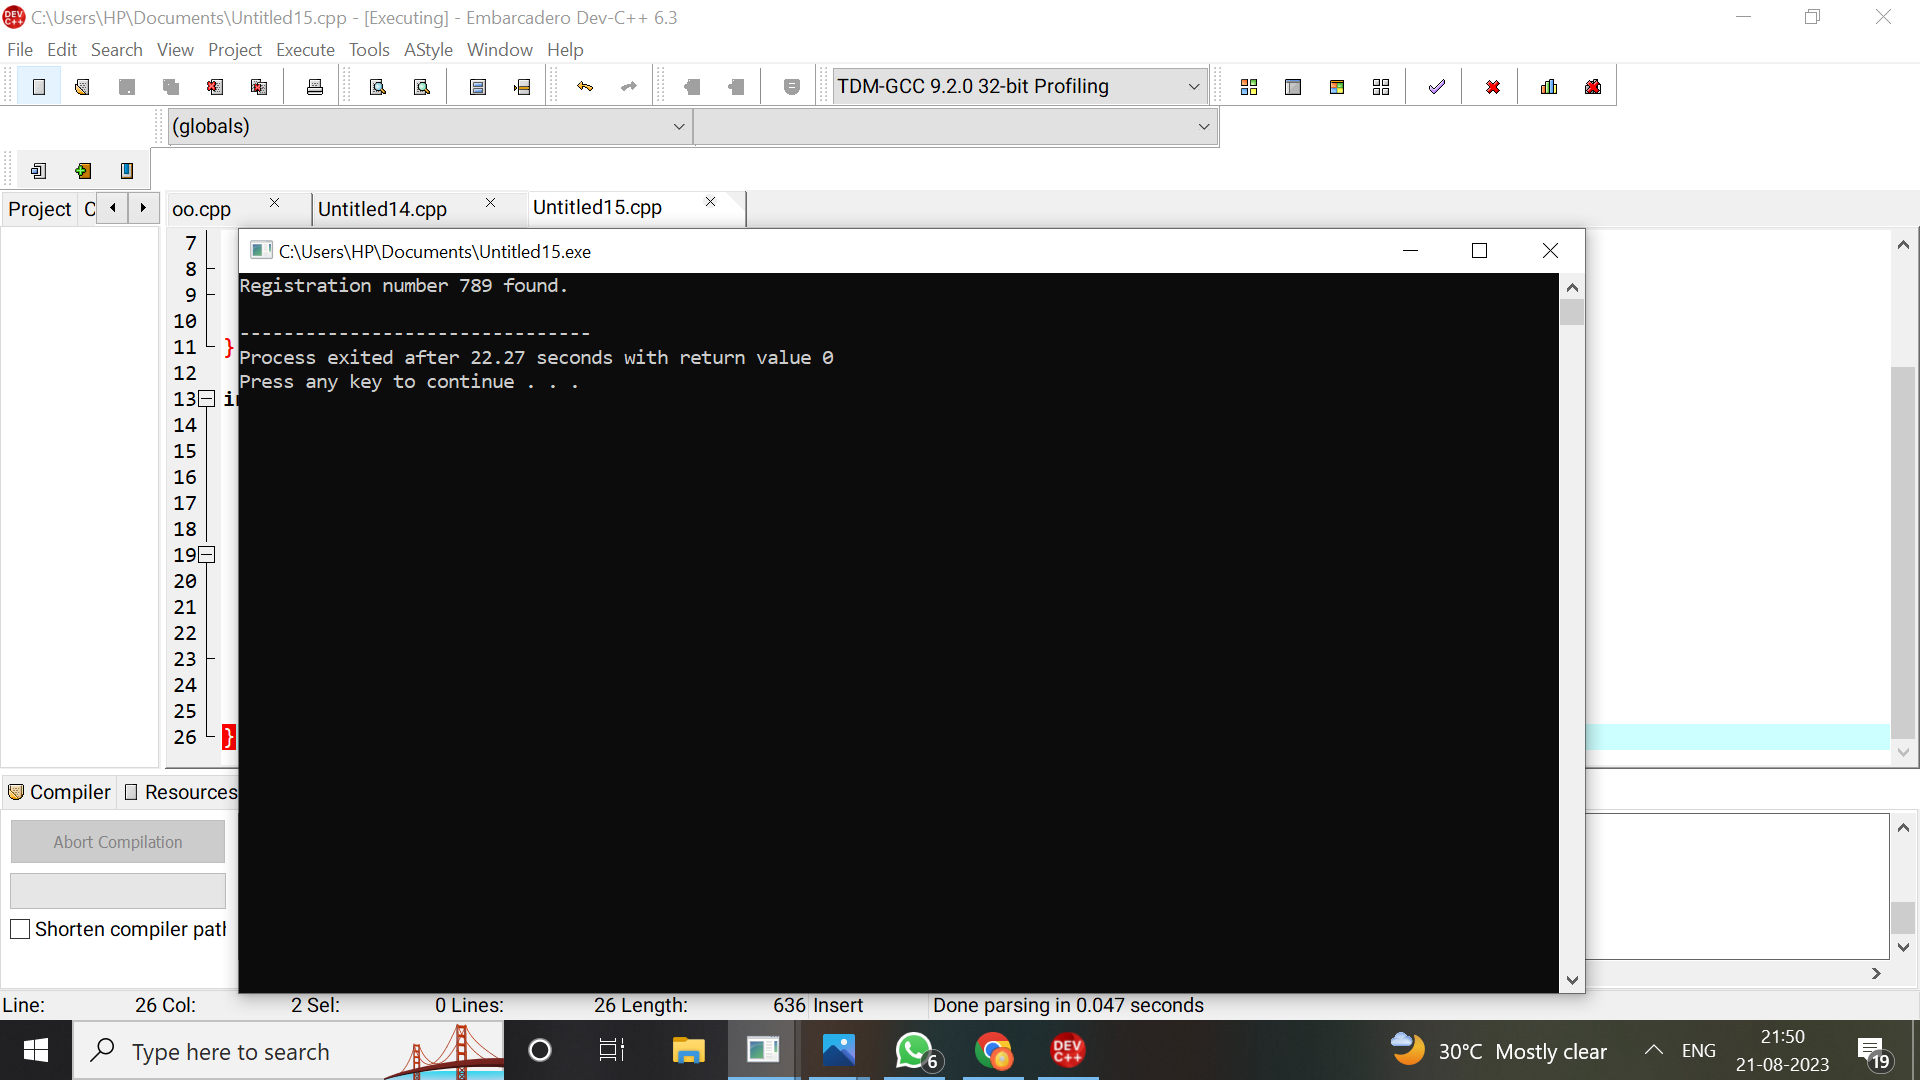 C:\Users\HP\Documents\Untitled15.cpp - [Executing] - Embarcadero Dev-C++ 6.3
File Edit Search View Project Execute Tools AStyle Window Help
TDM-GCC 9.2.0 32-bit Profiling
(globals)
Project C oo.cpp Untitled14.cpp Untitled15.cpp
7
C:\Users\HP\Documents\Untitled15.exe
8
Registration number 789 found.
9
10
--------------------------------
11 }
Process exited after 22.27 seconds with return value 0
12
Press any key to continue . . .
13
14
15
16
17
18
19
20
21
22
23
24
25
26 }
Compiler Resources
Abort Compilation
Shorten compiler path
Line: 26 Col: 2 Sel: 0 Lines: 26 Length: 636 Insert Done parsing in 0.047 seconds
Type here to search
6
DEV C++
30°C Mostly clear
ENG
21:50
21-08-2023
19